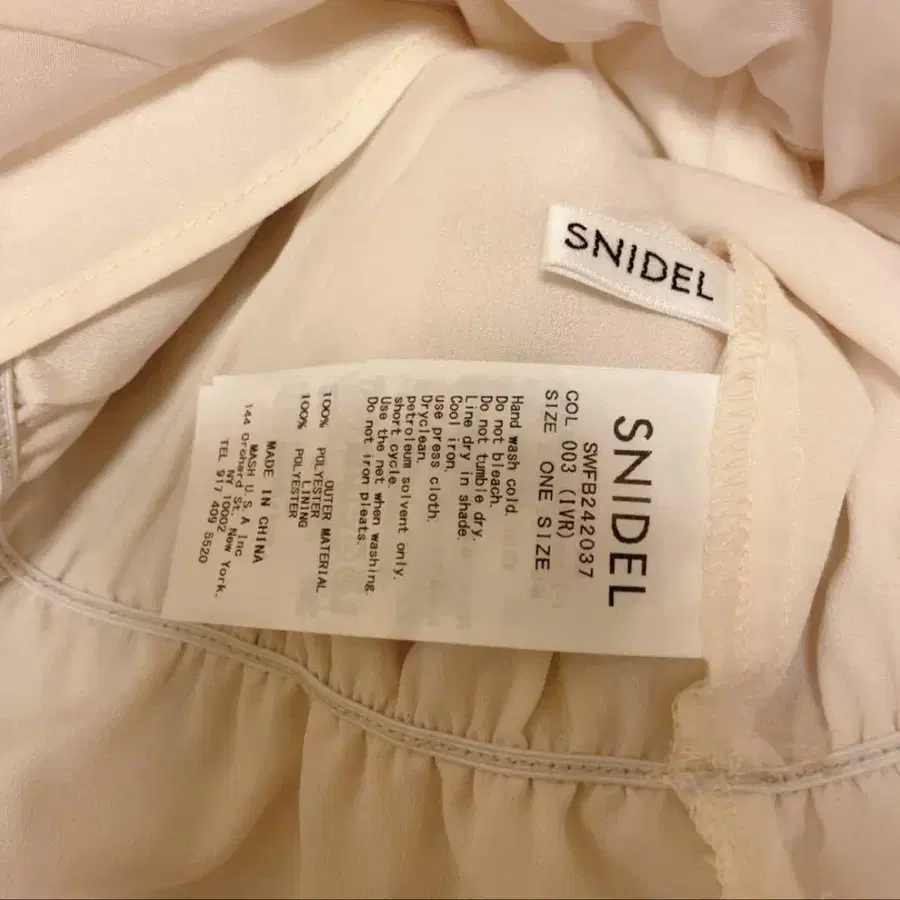 SNIDEL
SNIDEL
SWFB242037
COL 003 (IVR)
SIZE ONE SIZE
Hand wash cold.
Do not bleach.
Do not tumble dry.
Line dry in shade.
Cool iron.
use press cloth.
Dryclean.
petroleum solvent only.
short cycle.
Use the net when washing.
Do not iron pleats.
OUTER MATERIAL
100% POLYESTER
LINING
100% POLYESTER
MADE IN CHINA
MASH U.S.A Inc
144 Orchard St. New York.
NY 10002
TEL 917 409 5520